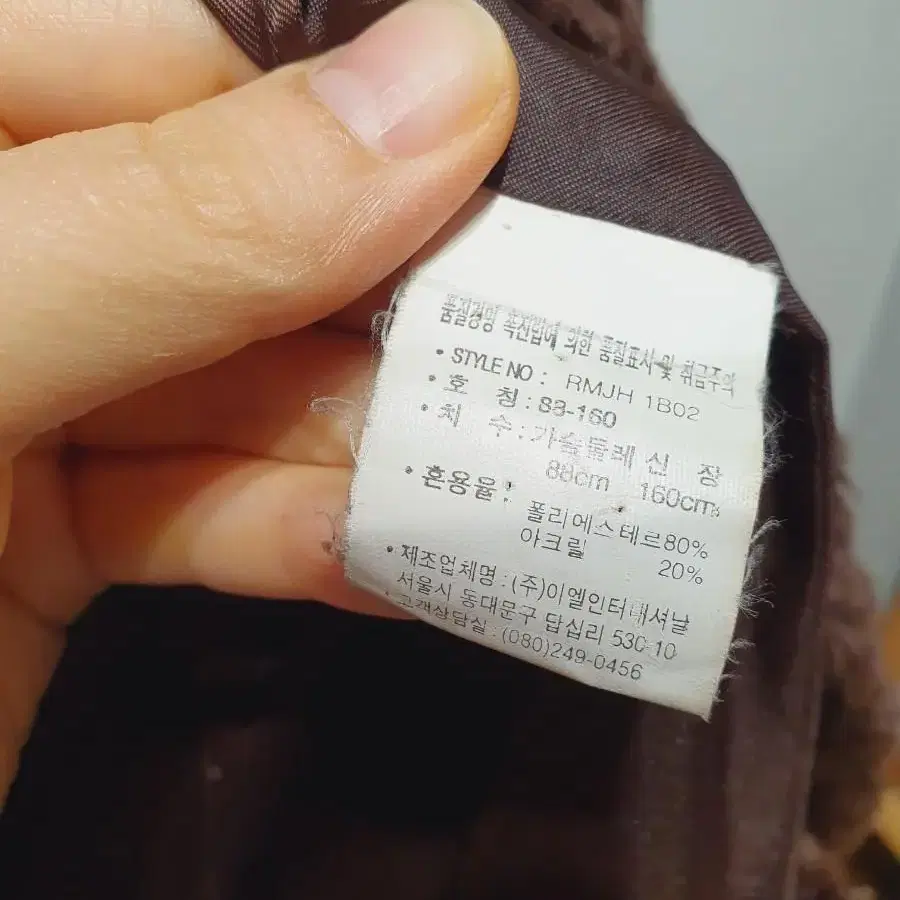 품질경영 촉진법에 의한 품질표시 및 취급주의
• STYLE NO : RMJH 1B02
• 호 칭 : 88-160
• 치 수 : 가슴둘레 신 장
88cm 160cm
• 혼용율 : 폴리에스테르80%
아크릴 20%
• 제조업체명 : (주)이엘인터내셔날
서울시 동대문구 답십리 530-10
• 고객상담실 : (080)249-0456